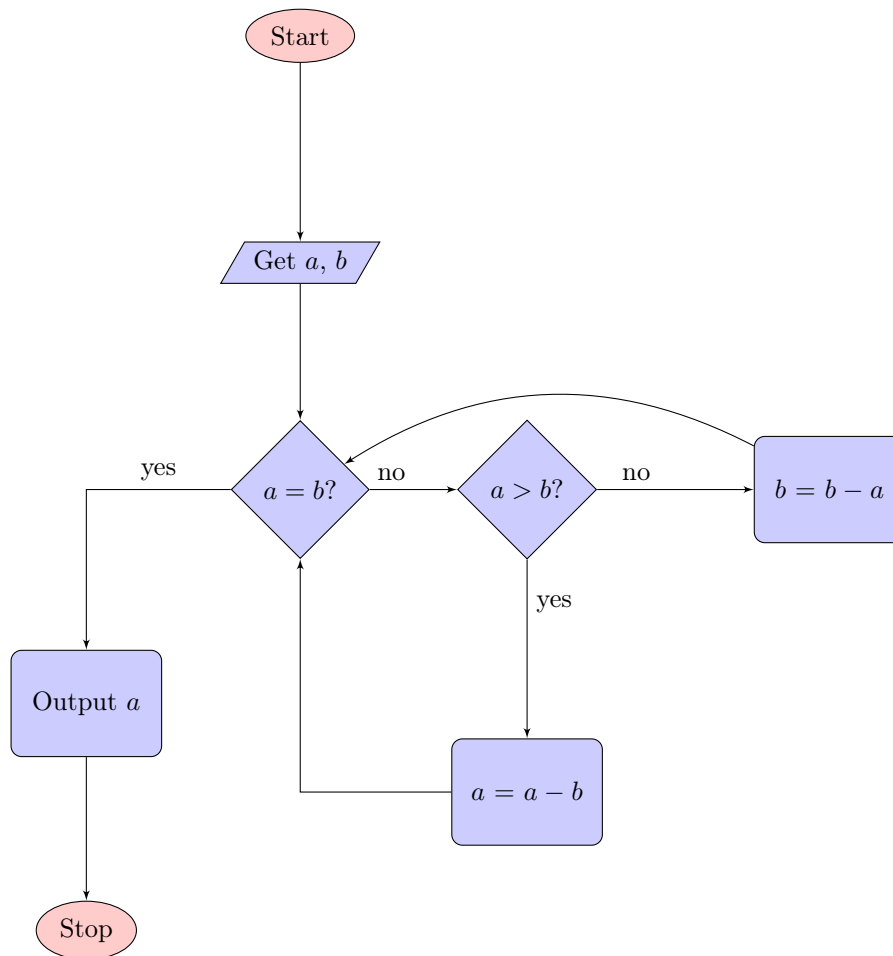 Start
Get a, b
yes
a = b?
no
a > b?
no
b = b − a
yes
Output a
a = a − b
Stop